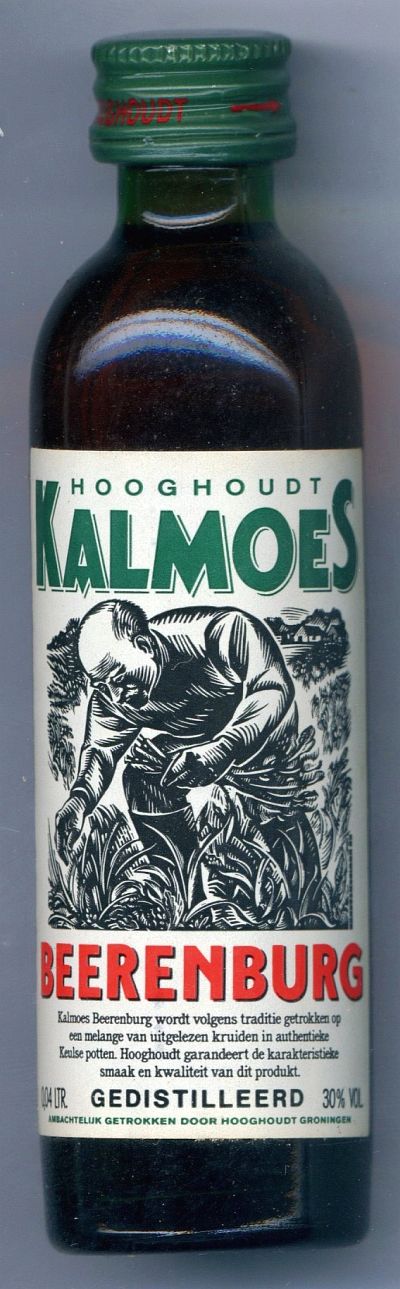 HOOGHOUDT
HOOGHOUDT
KALMOES
BEERENBURG
Kalmoes Beerenburg wordt volgens traditie getrokken op
een melange van uitgelezen kruiden in authentieke
Keulse potten. Hooghoudt garandeert de karakteristieke
smaak en kwaliteit van dit produkt.
0,04 LTR. GEDISTILLEERD 30% VOL.
AMBACHTELIJK GETROKKEN DOOR HOOGHOUDT GRONINGEN